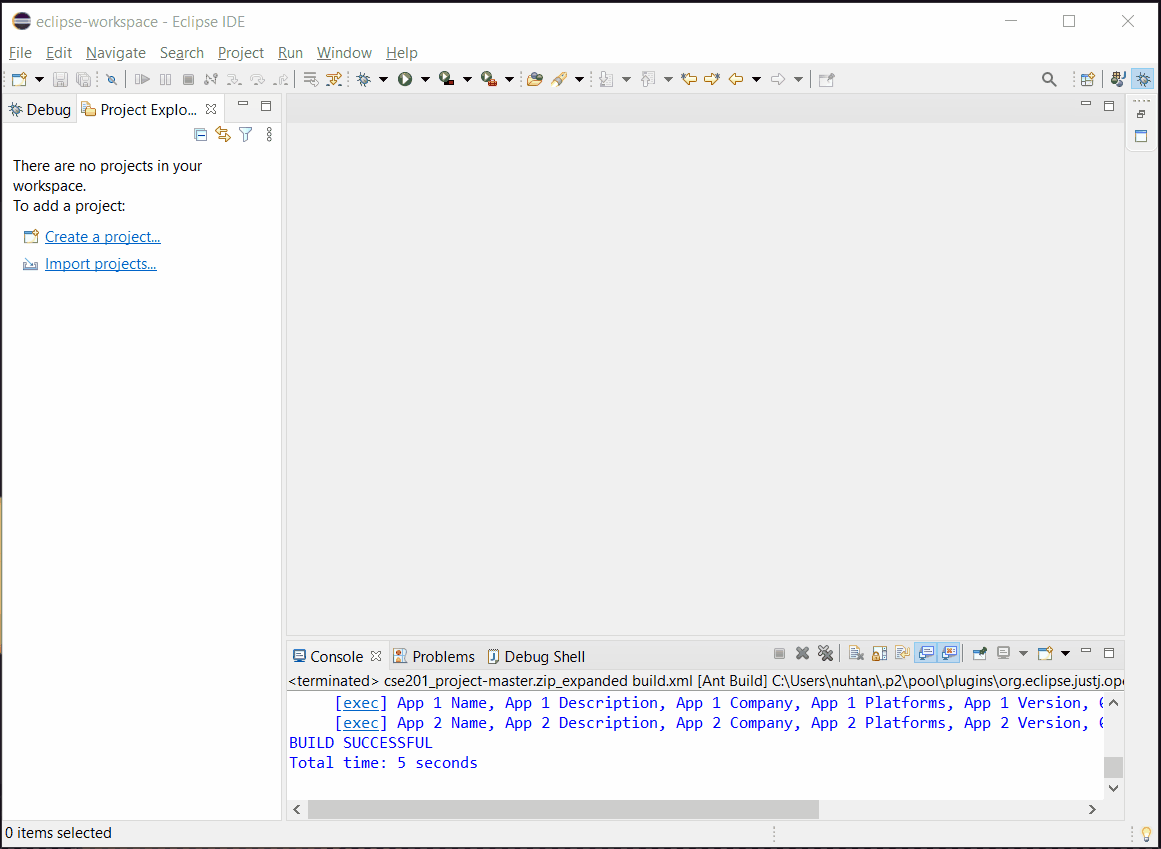 eclipse-workspace - Eclipse IDE
File Edit Navigate Search Project Run Window Help
Debug Project Explo...
There are no projects in your
workspace.
To add a project:
Create a project...
Import projects...
Console Problems Debug Shell
<terminated> cse201_project-master.zip_expanded build.xml [Ant Build] C:\Users\nuhtan\.p2\pool\plugins\org.eclipse.justj.ope
[exec] App 1 Name, App 1 Description, App 1 Company, App 1 Platforms, App 1 Version,
[exec] App 2 Name, App 2 Description, App 2 Company, App 2 Platforms, App 2 Version,
BUILD SUCCESSFUL
Total time: 5 seconds
0 items selected